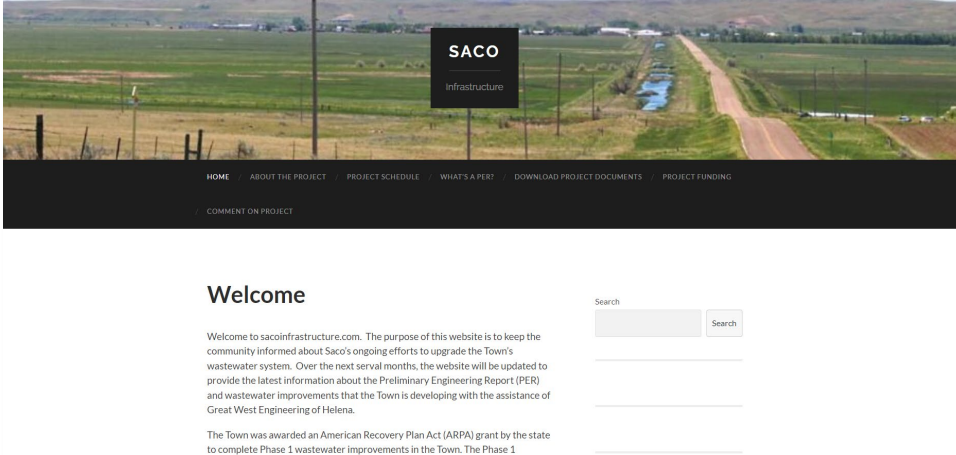 SACO
Infrastructure
HOME / ABOUT THE PROJECT / PROJECT SCHEDULE / WHAT'S A PER? / DOWNLOAD PROJECT DOCUMENTS / PROJECT FUNDING
/ COMMENT ON PROJECT
Welcome
Welcome to sacoinfrastructure.com. The purpose of this website is to keep the
community informed about Saco's ongoing efforts to upgrade the Town's
wastewater system. Over the next serval months, the website will be updated to
provide the latest information about the Preliminary Engineering Report (PER)
and wastewater improvements that the Town is developing with the assistance of
Great West Engineering of Helena.
The Town was awarded an American Recovery Plan Act (ARPA) grant by the state
to complete Phase 1 wastewater improvements in the Town. The Phase 1
Search
Search